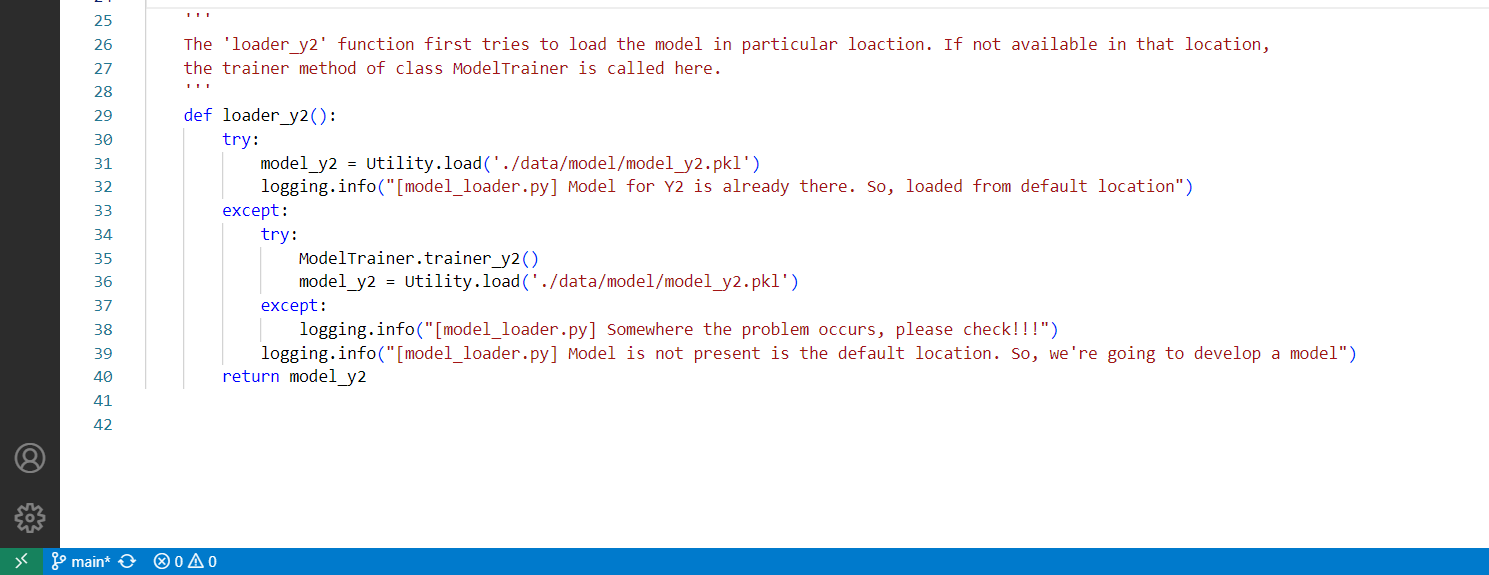 25 '''
26 The 'loader_y2' function first tries to load the model in particular loaction. If not available in that location,
27 the trainer method of class ModelTrainer is called here.
28 '''
29 def loader_y2():
30 try:
31 model_y2 = Utility.load('./data/model/model_y2.pkl')
32 logging.info("[model_loader.py] Model for Y2 is already there. So, loaded from default location")
33 except:
34 try:
35 ModelTrainer.trainer_y2()
36 model_y2 = Utility.load('./data/model/model_y2.pkl')
37 except:
38 logging.info("[model_loader.py] Somewhere the problem occurs, please check!!!")
39 logging.info("[model_loader.py] Model is not present is the default location. So, we're going to develop a model")
40 return model_y2
41
42
main* 0 0